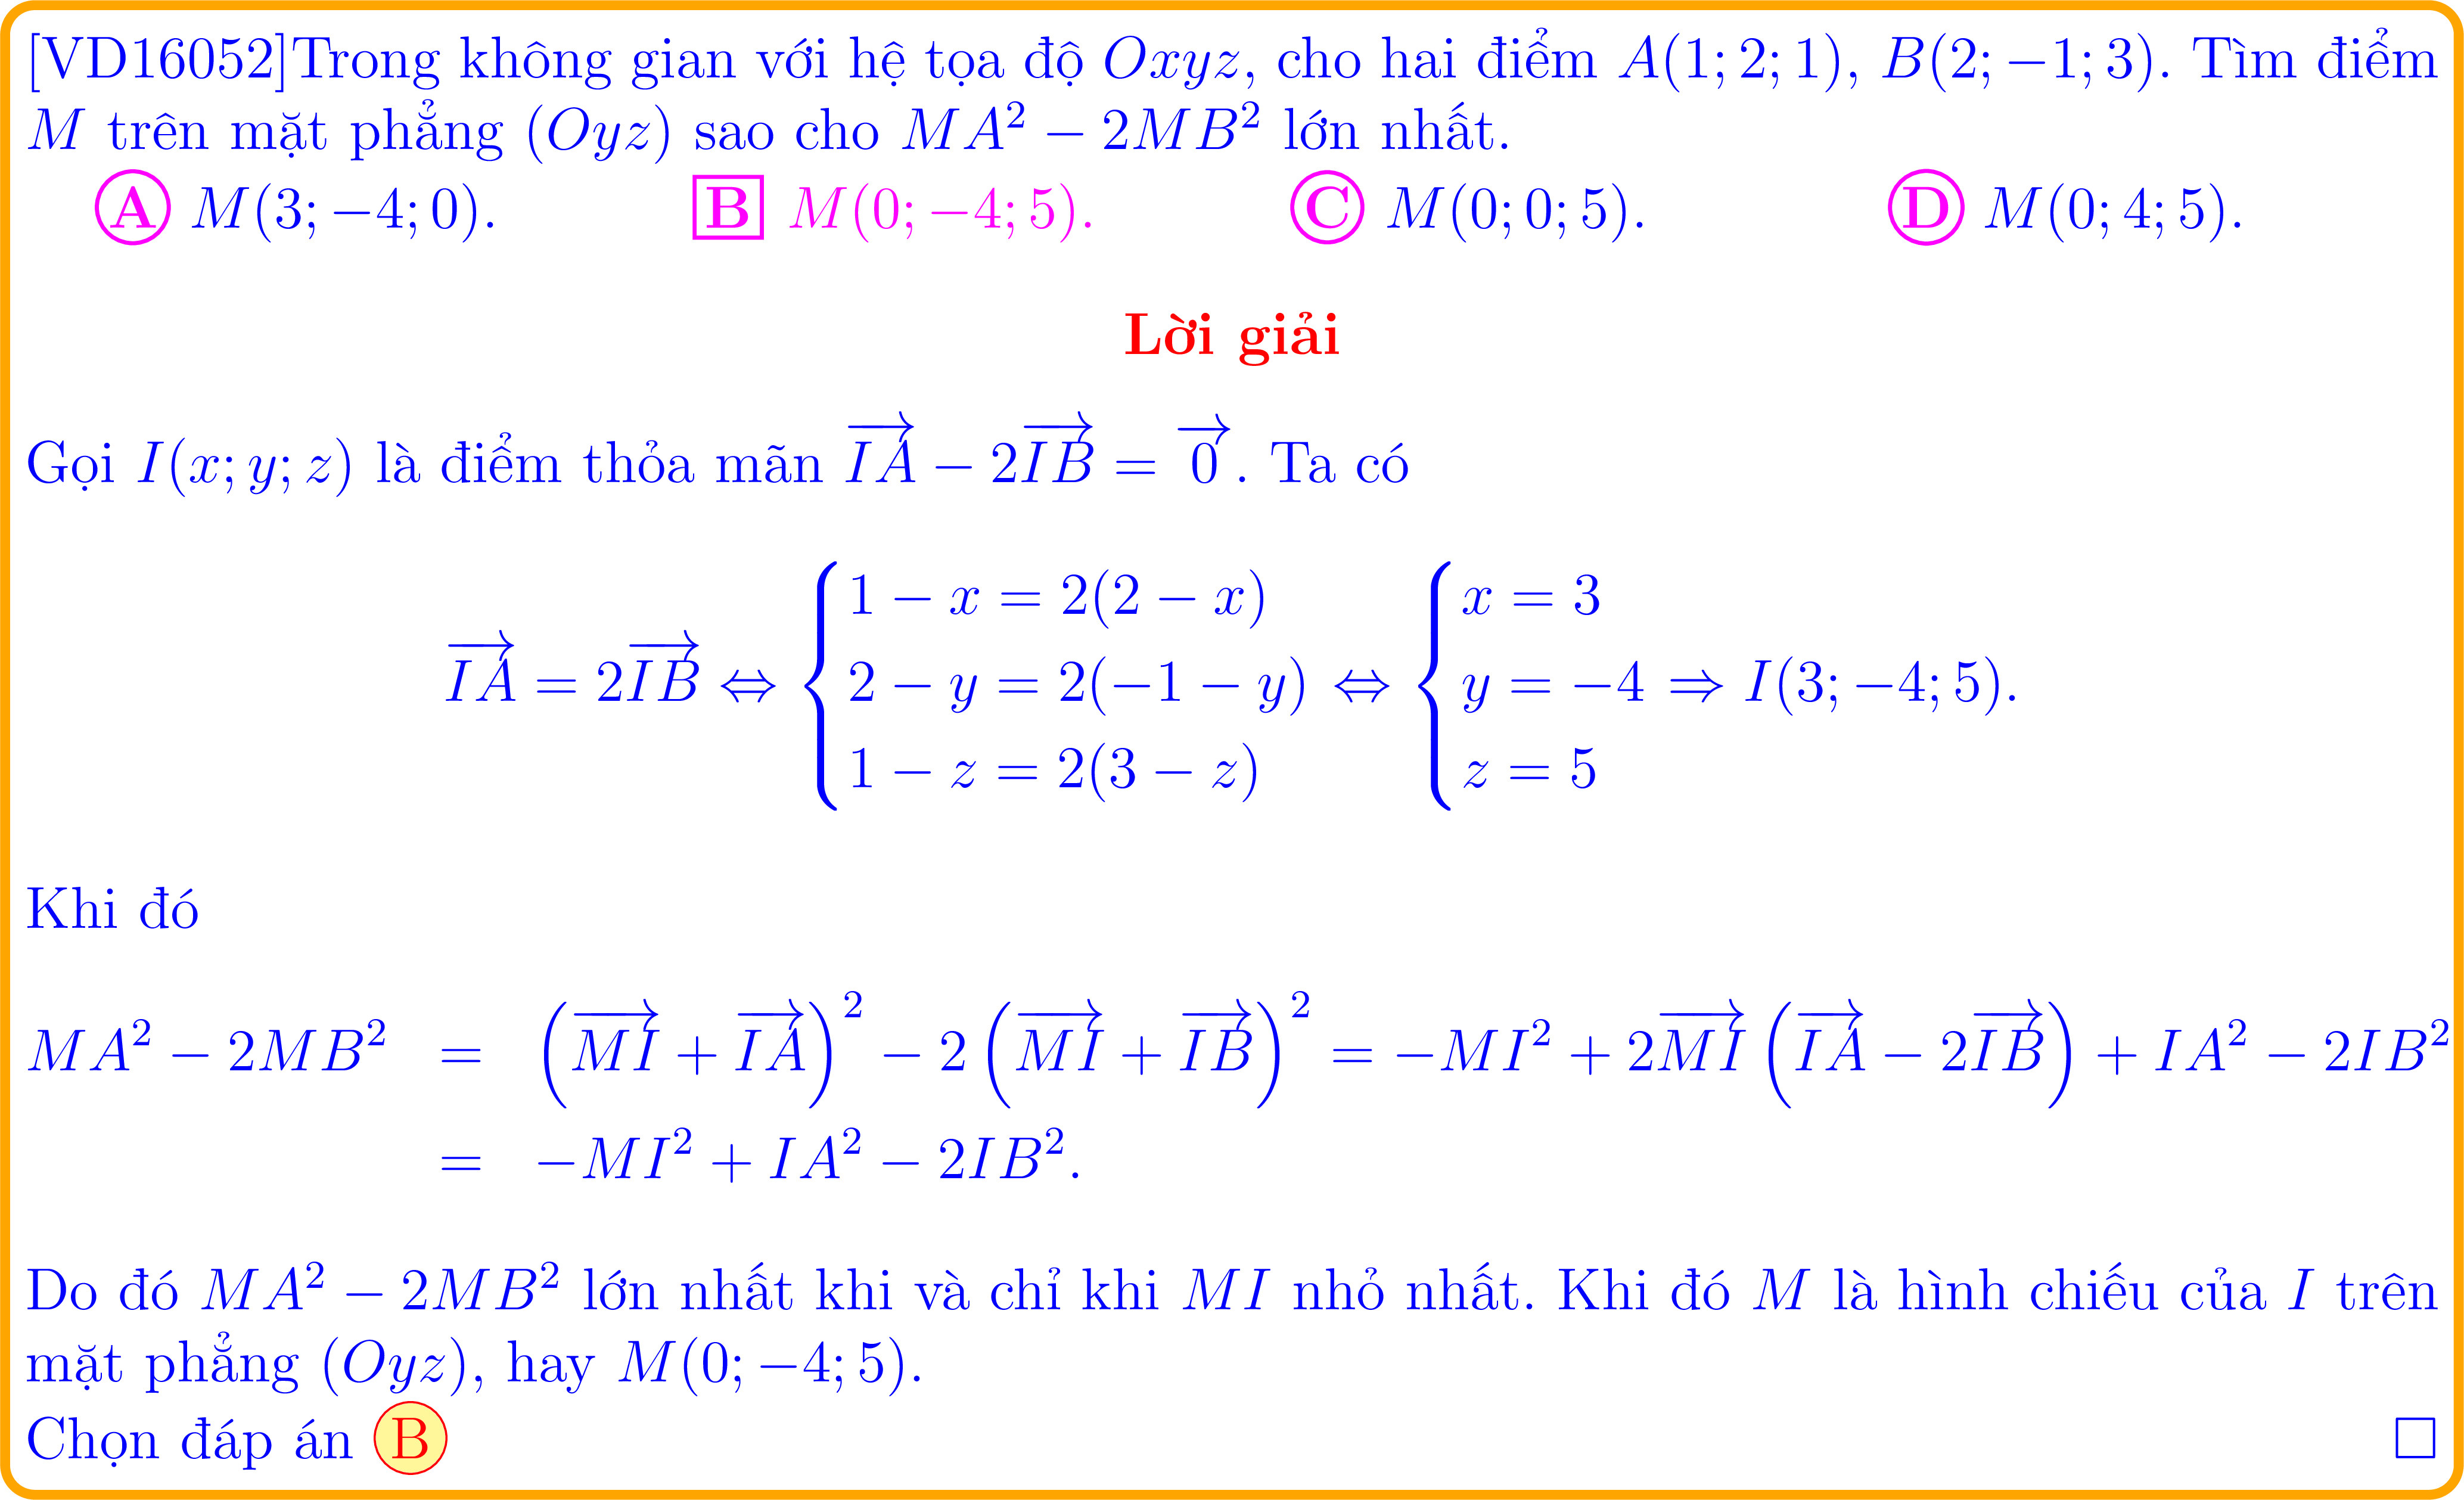 [VD16052]Trong không gian với hệ tọa độ Oxyz, cho hai điểm A(1; 2; 1), B(2; −1; 3). Tìm điểm
M trên mặt phẳng (Oyz) sao cho MA² − 2MB² lớn nhất.
A M(3; −4; 0). B M(0; −4; 5). C M(0; 0; 5). D M(0; 4; 5).
Lời giải
Gọi I(x; y; z) là điểm thỏa mãn $\overrightarrow{IA} - 2\overrightarrow{IB} = \overrightarrow{0}$. Ta có
$\overrightarrow{IA} = 2\overrightarrow{IB} \Leftrightarrow \begin{cases} 1 - x = 2(2 - x) \\ 2 - y = 2(-1 - y) \\ 1 - z = 2(3 - z) \end{cases} \Leftrightarrow \begin{cases} x = 3 \\ y = -4 \\ z = 5 \end{cases} \Rightarrow I(3; -4; 5).$
Khi đó
$MA^2 - 2MB^2 = \left(\overrightarrow{MI} + \overrightarrow{IA}\right)^2 - 2\left(\overrightarrow{MI} + \overrightarrow{IB}\right)^2 = -MI^2 + 2\overrightarrow{MI}\left(\overrightarrow{IA} - 2\overrightarrow{IB}\right) + IA^2 - 2IB^2$
$= -MI^2 + IA^2 - 2IB^2.$
Do đó MA² − 2MB² lớn nhất khi và chỉ khi MI nhỏ nhất. Khi đó M là hình chiếu của I trên
mặt phẳng (Oyz), hay M(0; −4; 5).
Chọn đáp án B □